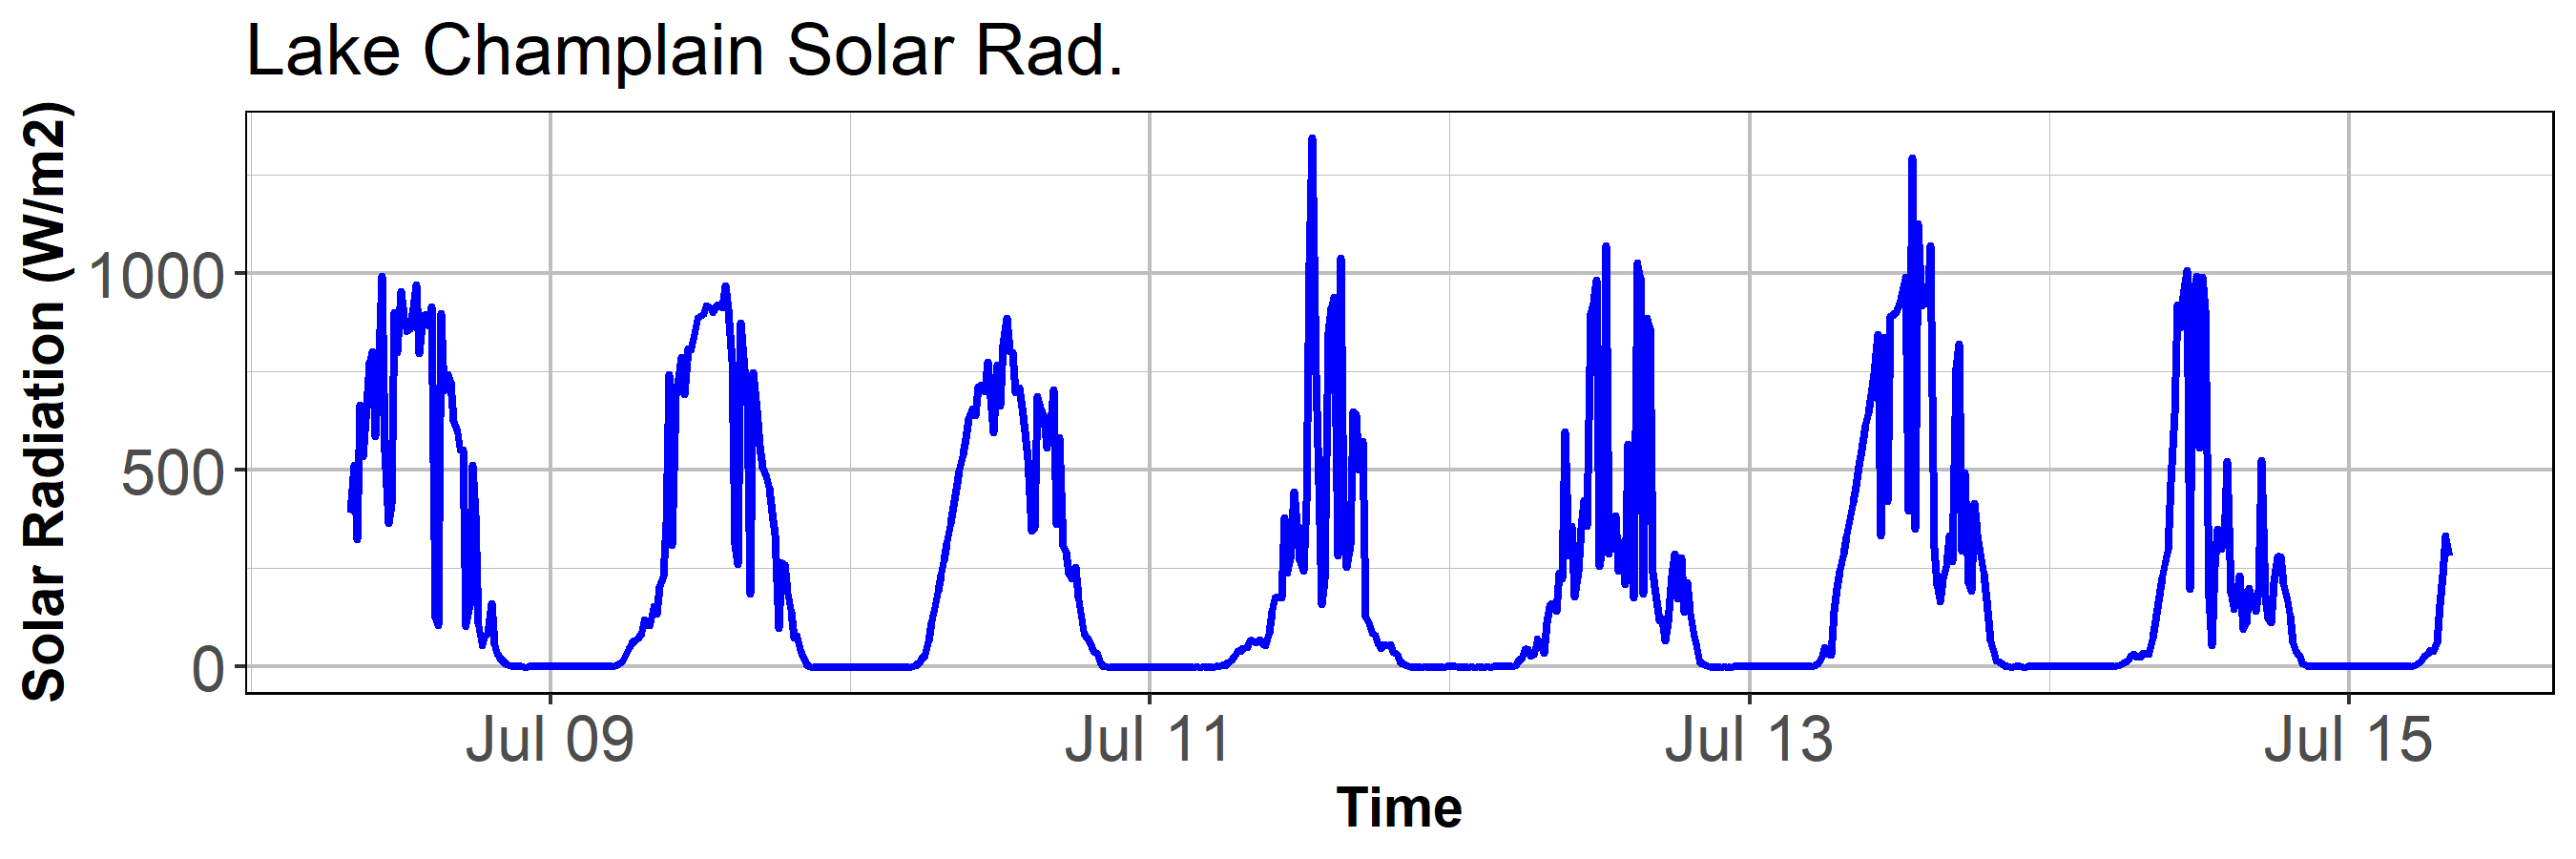 Lake Champlain Solar Rad.
Solar Radiation (W/m2)
1000
500
0
Jul 09
Jul 11
Jul 13
Jul 15
Time